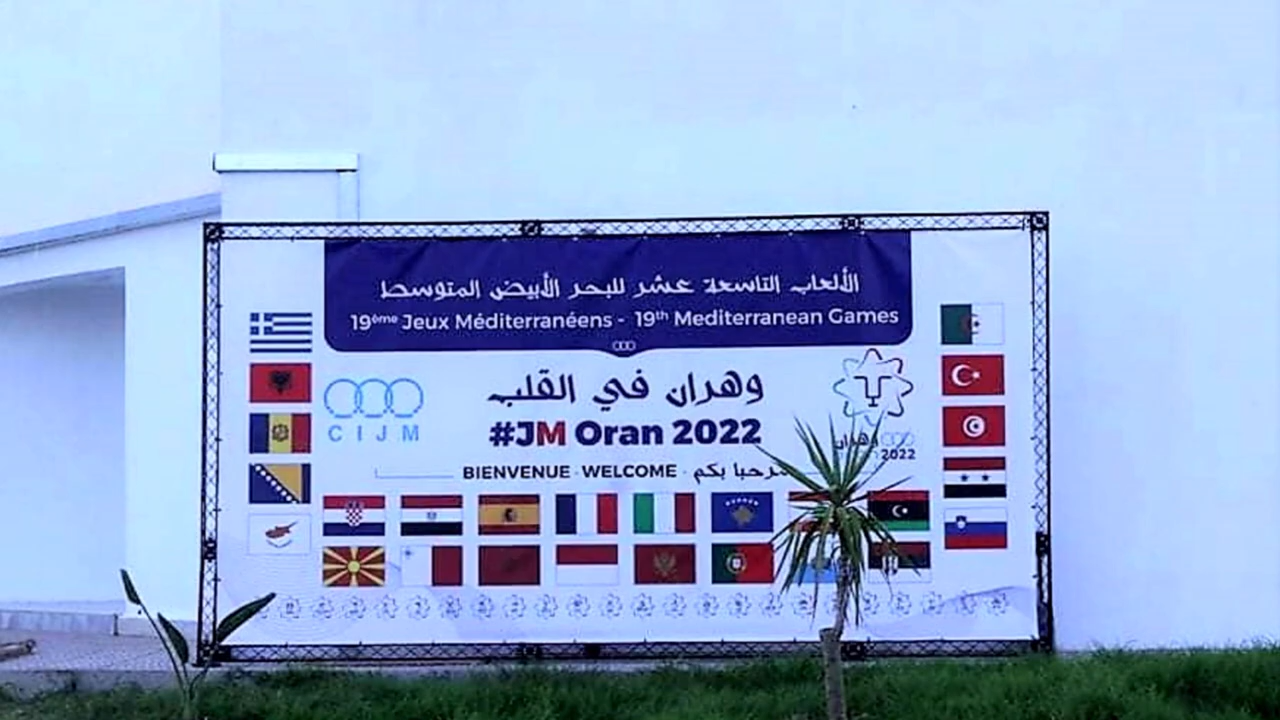 الألعاب التاسعة عشر للبحر الأبيض المتوسط
19ème Jeux Méditerranéens - 19th Mediterranean Games
وهران في القلب
CIJM
#JM Oran 2022
وهران
2022
BIENVENUE - WELCOME - مرحبا بكم